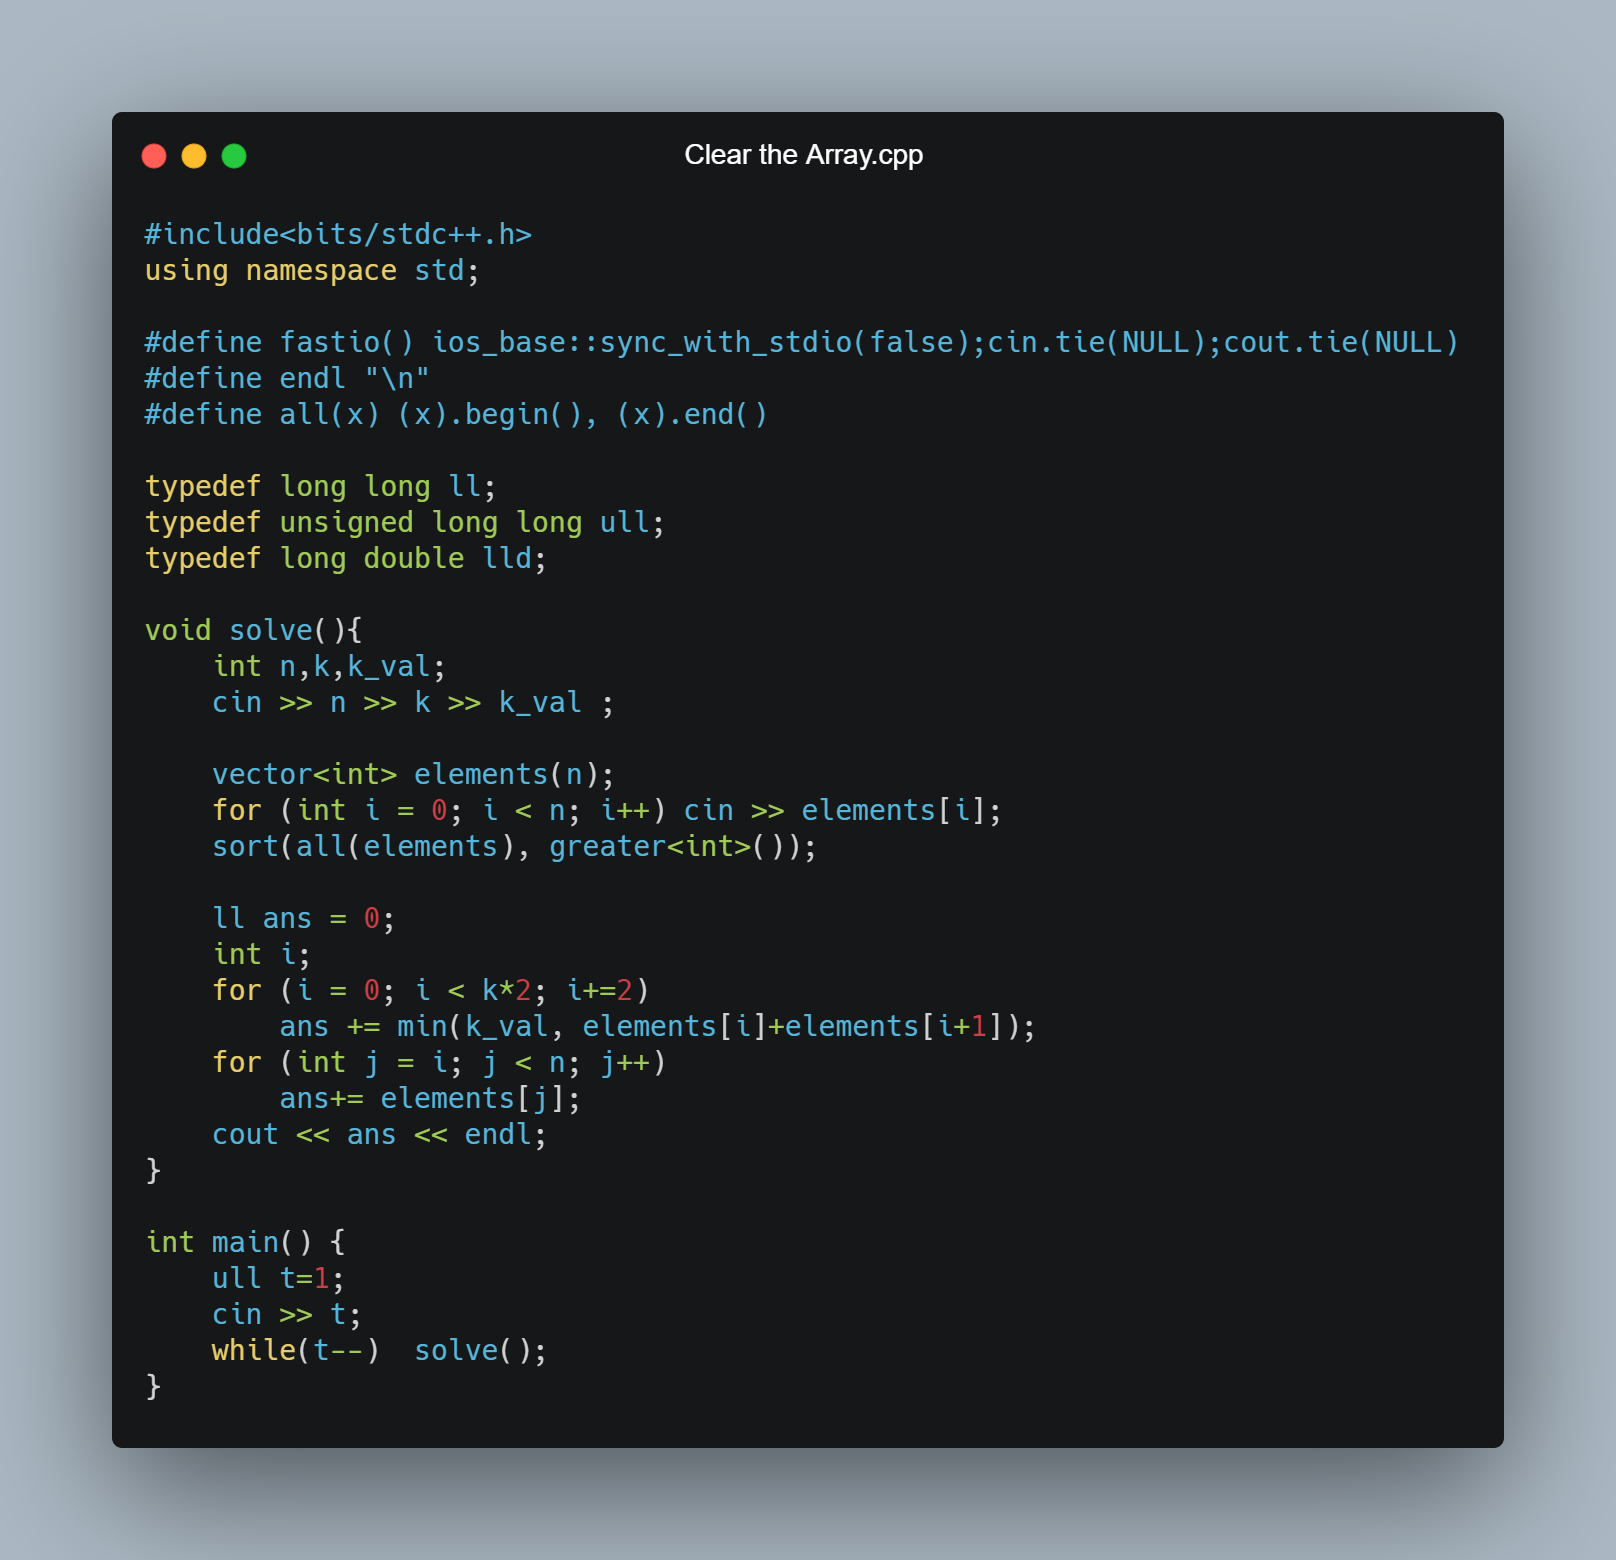 Clear the Array.cpp
#include<bits/stdc++.h>
using namespace std;

#define fastio() ios_base::sync_with_stdio(false);cin.tie(NULL);cout.tie(NULL)
#define endl "\n"
#define all(x) (x).begin(), (x).end()

typedef long long ll;
typedef unsigned long long ull;
typedef long double lld;

void solve(){
    int n,k,k_val;
    cin >> n >> k >> k_val ;

    vector<int> elements(n);
    for (int i = 0; i < n; i++) cin >> elements[i];
    sort(all(elements), greater<int>());

    ll ans = 0;
    int i;
    for (i = 0; i < k*2; i+=2)
        ans += min(k_val, elements[i]+elements[i+1]);
    for (int j = i; j < n; j++)
        ans+= elements[j];
    cout << ans << endl;
}

int main() {
    ull t=1;
    cin >> t;
    while(t--)  solve();
}